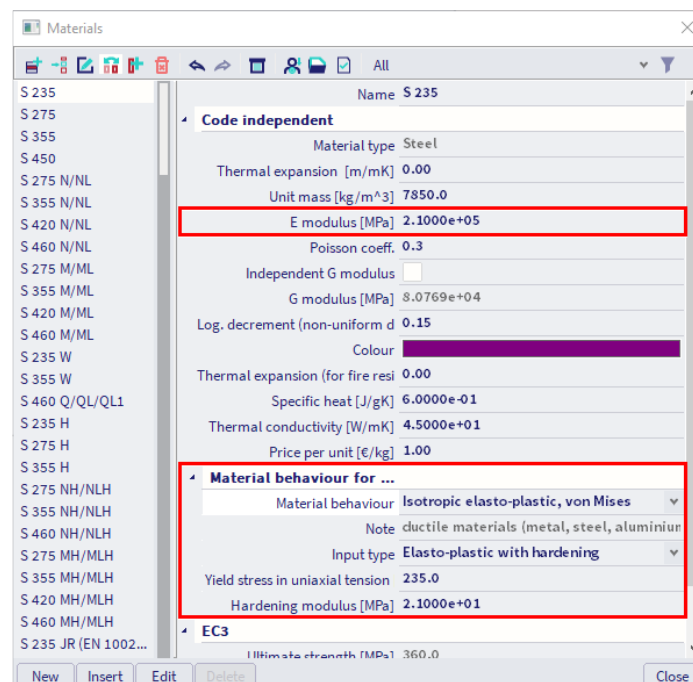 Materials
All
S 235
S 275
S 355
S 450
S 275 N/NL
S 355 N/NL
S 420 N/NL
S 460 N/NL
S 275 M/ML
S 355 M/ML
S 420 M/ML
S 460 M/ML
S 235 W
S 355 W
S 460 Q/QL/QL1
S 235 H
S 275 H
S 355 H
S 275 NH/NLH
S 355 NH/NLH
S 460 NH/NLH
S 275 MH/MLH
S 355 MH/MLH
S 420 MH/MLH
S 460 MH/MLH
S 235 JR (EN 1002...
Name S 235
Code independent
Material type Steel
Thermal expansion [m/mK] 0.00
Unit mass [kg/m^3] 7850.0
E modulus [MPa] 2.1000e+05
Poisson coeff. 0.3
Independent G modulus
G modulus [MPa] 8.0769e+04
Log. decrement (non-uniform d 0.15
Colour
Thermal expansion (for fire resi 0.00
Specific heat [J/gK] 6.0000e-01
Thermal conductivity [W/mK] 4.5000e+01
Price per unit [€/kg] 1.00
Material behaviour for ...
Material behaviour Isotropic elasto-plastic, von Mises
Note ductile materials (metal, steel, aluminiur
Input type Elasto-plastic with hardening
Yield stress in uniaxial tension 235.0
Hardening modulus [MPa] 2.1000e+01
EC3
Ultimate strength [MPa] 360.0
New Insert Edit Delete Close